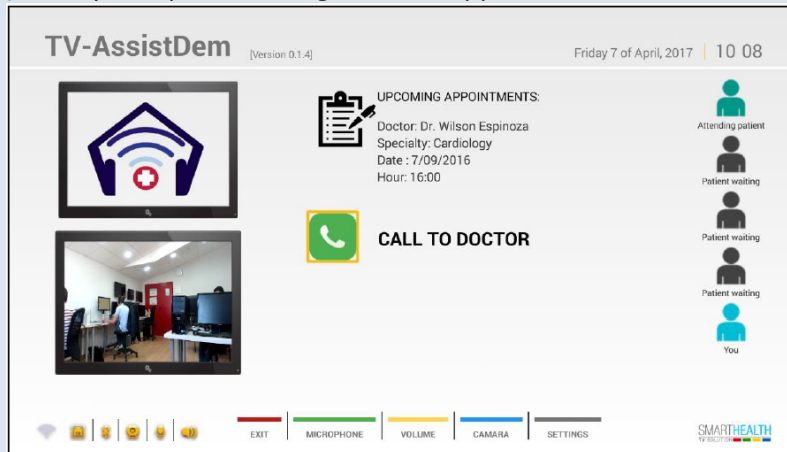 TV-AssistDem [Version 0.1.4]
Friday 7 of April, 2017 10 08
UPCOMING APPOINTMENTS:
Doctor: Dr. Wilson Espinoza
Specialty: Cardiology
Date : 7/09/2016
Hour: 16:00
CALL TO DOCTOR
Attending patient
Patient waiting
Patient waiting
Patient waiting
You
EXIT
MICROPHONE
VOLUME
CAMARA
SETTINGS
SMARTHEALTH
TV SOLUTION